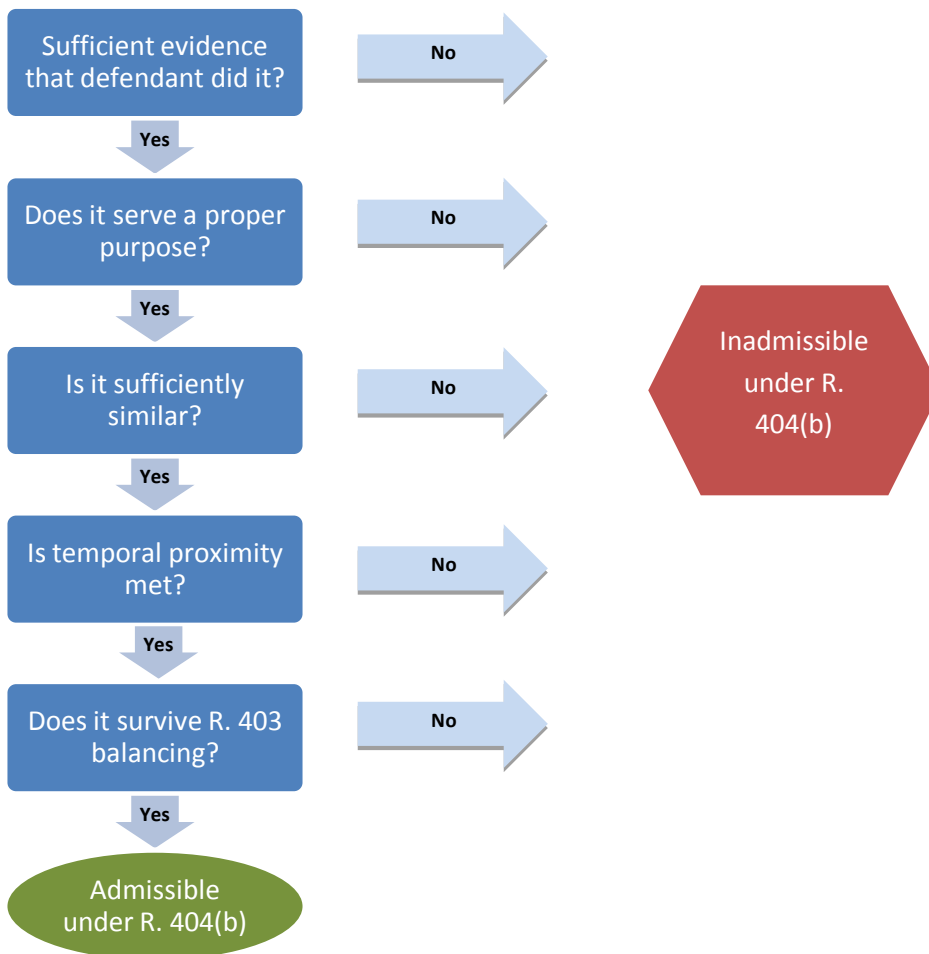 Sufficient evidence
that defendant did it?
No
Yes
Does it serve a proper
purpose?
No
Yes
Is it sufficiently
similar?
No
Inadmissible
under R.
404(b)
Yes
Is temporal proximity
met?
No
Yes
Does it survive R. 403
balancing?
No
Yes
Admissible
under R. 404(b)